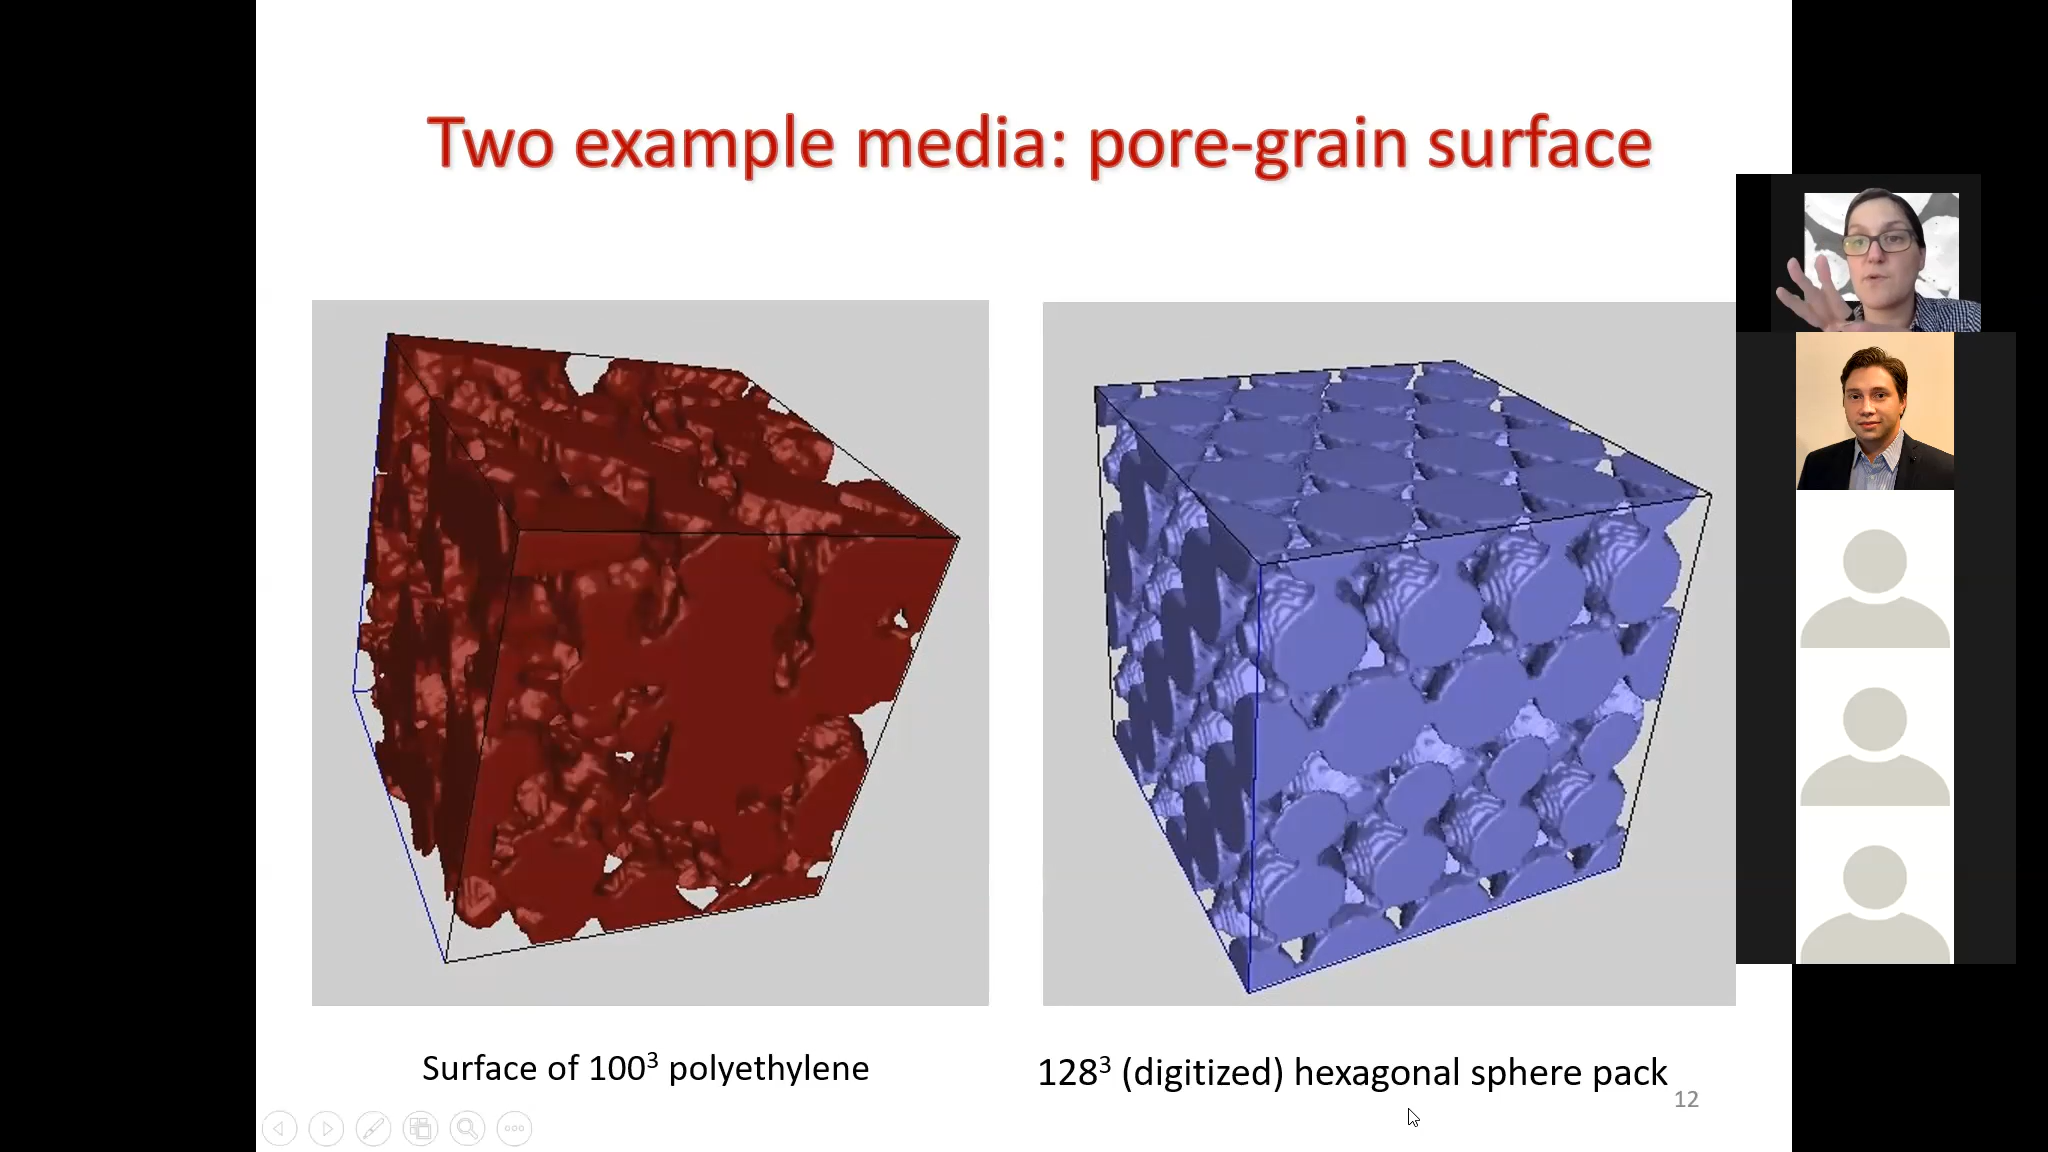 Two example media: pore-grain surface
Surface of 100³ polyethylene
128³ (digitized) hexagonal sphere pack
12